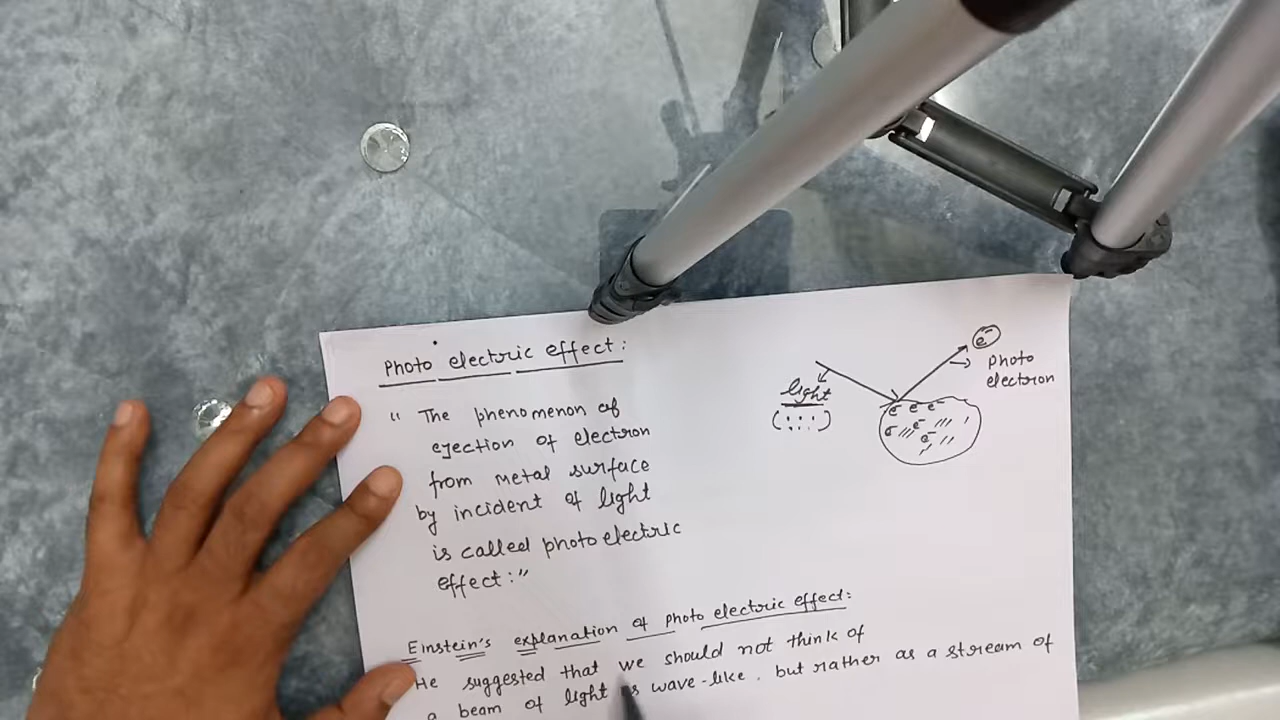 Photo electric effect:
" The phenomenon of
ejection of electron
from metal surface
by incident of light
is called photo electric
effect:"
light
(:::)
e⁻
Photo
electron
e⁻ e⁻ e⁻
e⁻ e⁻
e⁻
Einstein's explanation of photo electric effect:
He suggested that we should not think of
a beam of light as wave-like. but rather as a stream of